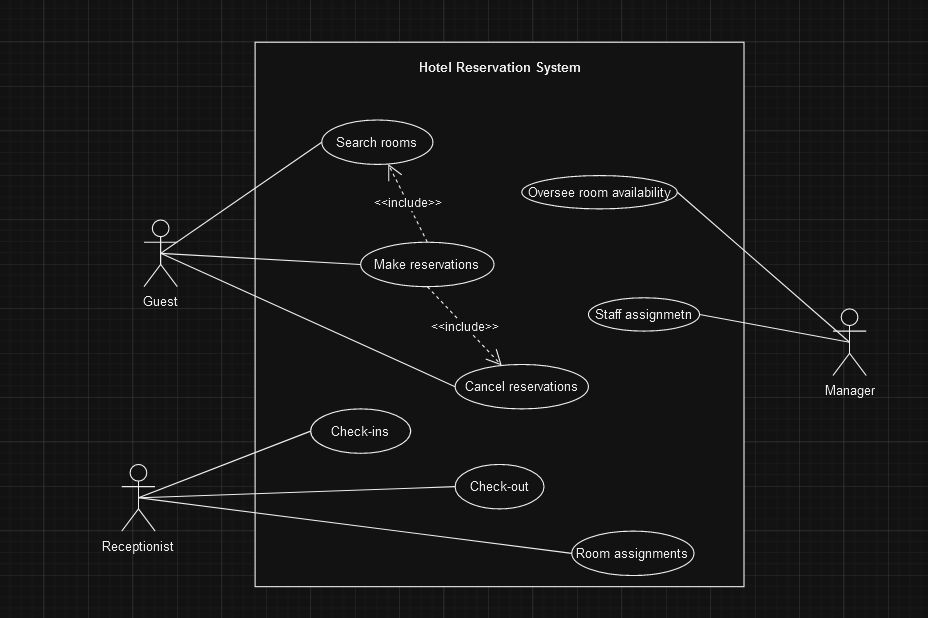 Hotel Reservation System
Search rooms
Oversee room availability
<<include>>
Make reservations
Guest
Staff assignmetn
<<include>>
Manager
Cancel reservations
Check-ins
Check-out
Receptionist
Room assignments